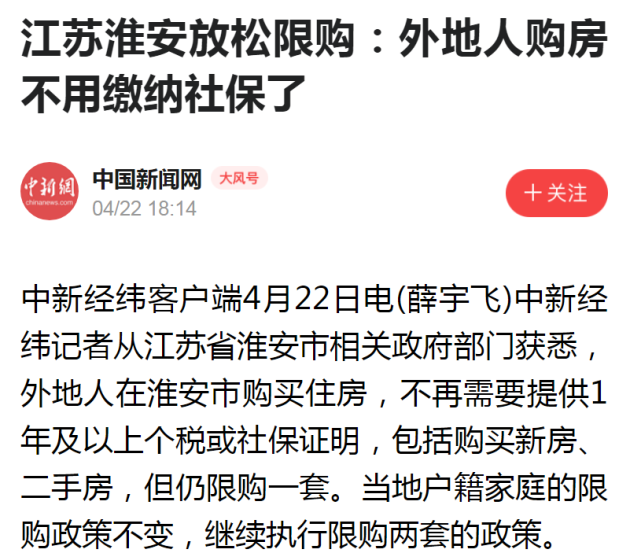 江苏淮安放松限购：外地人购房
不用缴纳社保了
中新網
chinanews.com
中国新闻网 大风号
04/22 18:14
+关注
中新经纬客户端4月22日电(薛宇飞)中新经
纬记者从江苏省淮安市相关政府部门获悉，
外地人在淮安市购买住房，不再需要提供1
年及以上个税或社保证明，包括购买新房、
二手房，但仍限购一套。当地户籍家庭的限
购政策不变，继续执行限购两套的政策。